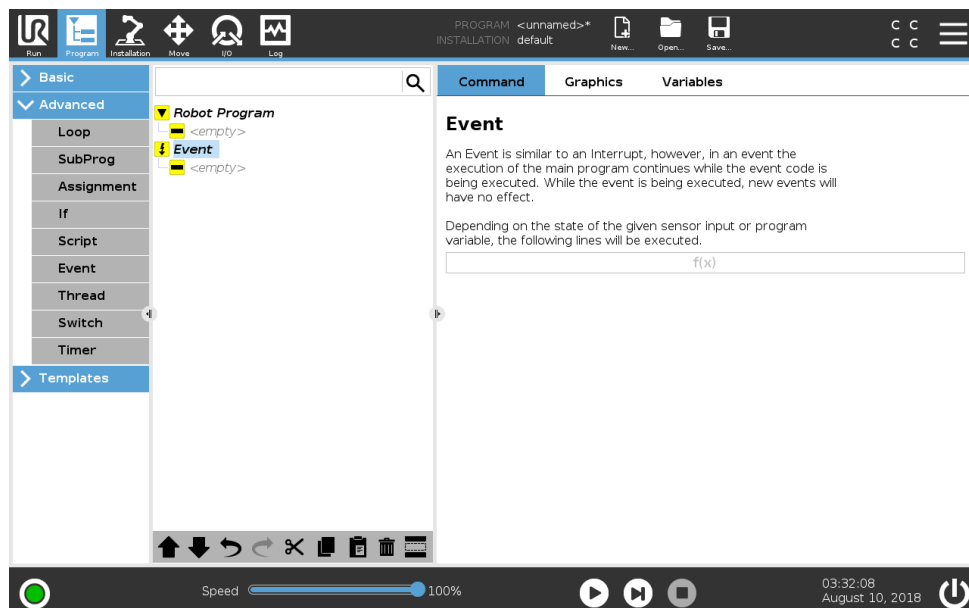 UR
PROGRAM <unnamed>*
INSTALLATION default
C C
C C
Run
Program
Installation
Move
I/O
Log
New...
Open...
Save...
Basic
Advanced
Loop
SubProg
Assignment
If
Script
Event
Thread
Switch
Timer
Templates
Robot Program
<empty>
Event
<empty>
Command
Graphics
Variables
Event
An Event is similar to an Interrupt, however, in an event the
execution of the main program continues while the event code is
being executed. While the event is being executed, new events will
have no effect.
Depending on the state of the given sensor input or program
variable, the following lines will be executed.
f(x)
Speed
100%
03:32:08
August 10, 2018